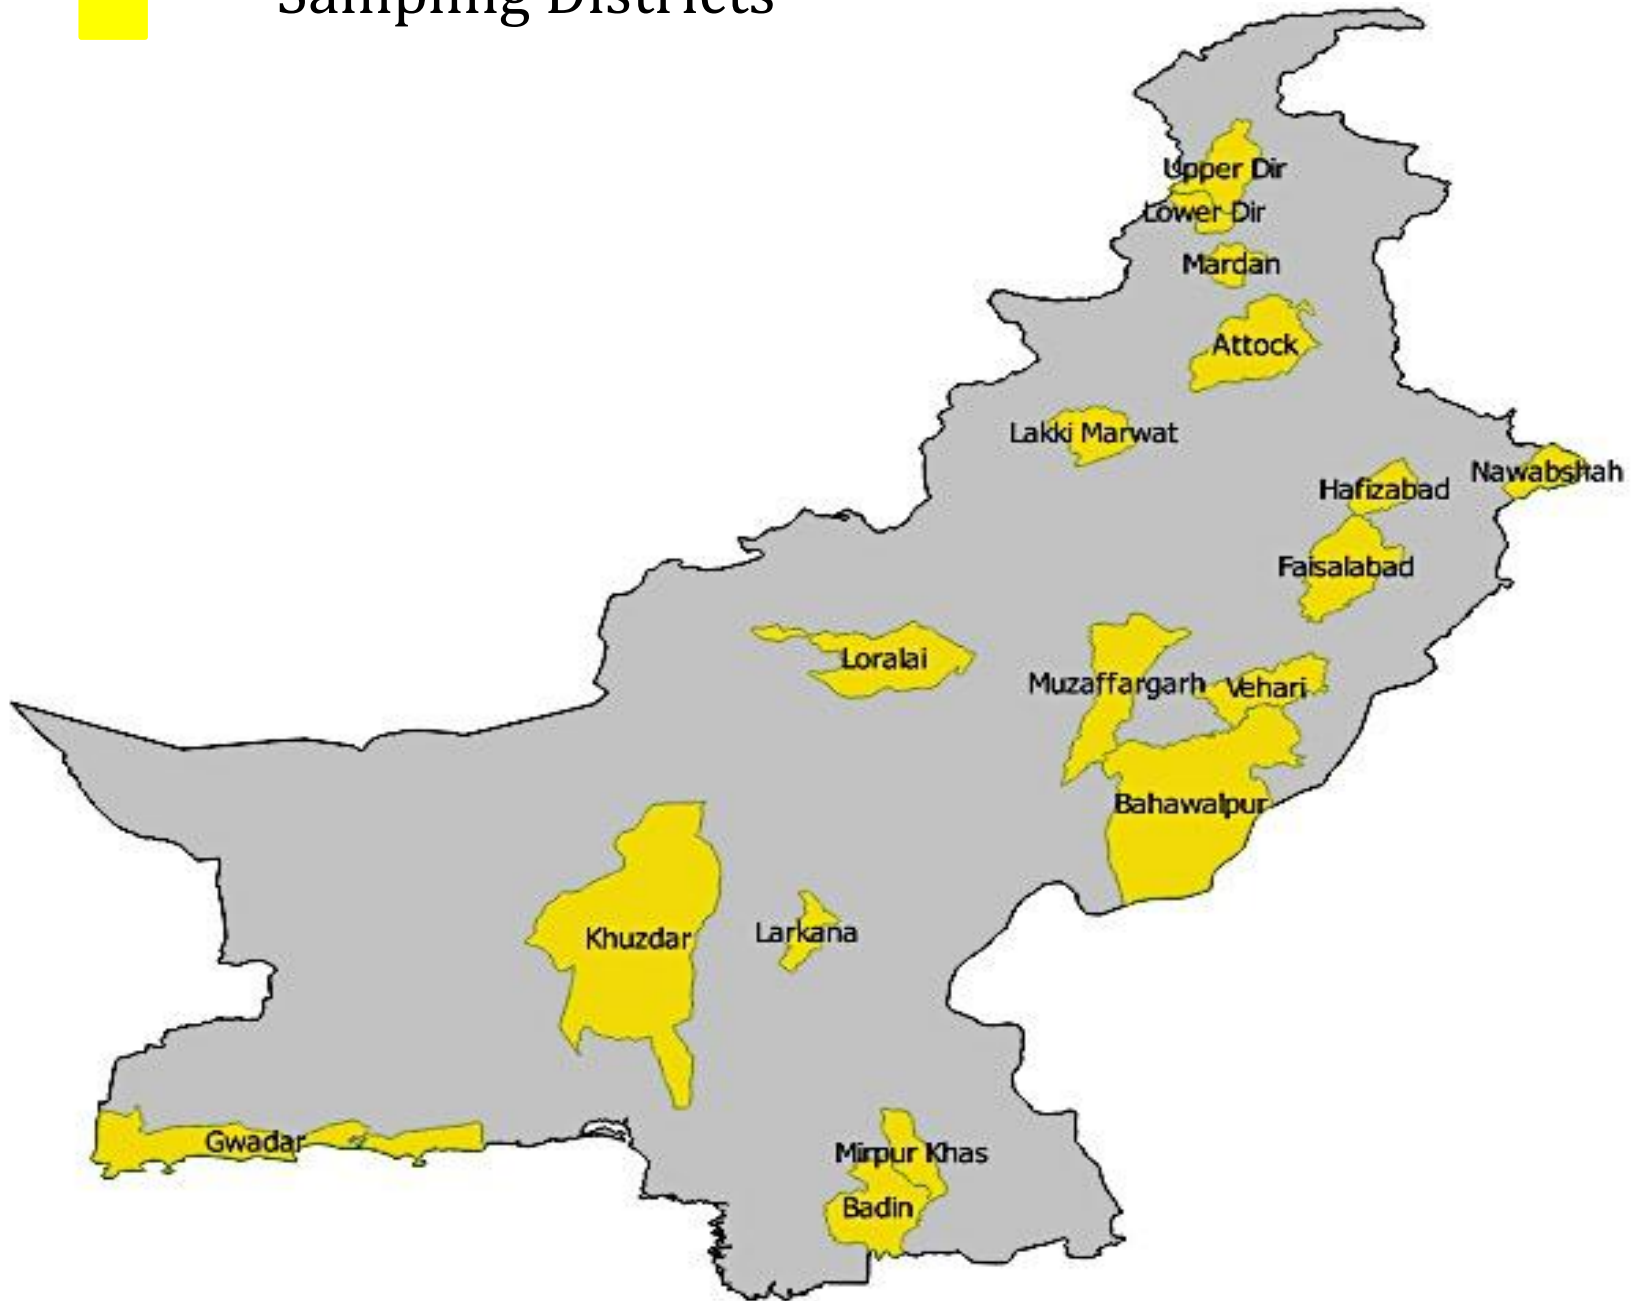 Sampling Districts
Upper Dir
Lower Dir
Mardan
Attock
Lakki Marwat
Nawabshah
Hafizabad
Faisalabad
Loralai
Muzaffargarh
Vehari
Bahawalpur
Khuzdar
Larkana
Gwadar
Mirpur Khas
Badin